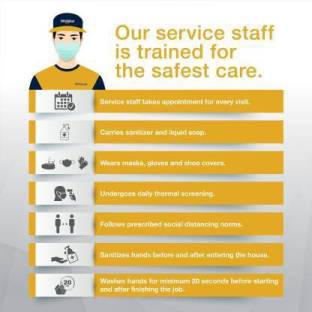 Whirlpool
Whirlpool
Our service staff
is trained for
the safest care.
Service staff takes appointment for every visit.
Carries sanitizer and liquid soap.
Wears masks, gloves and shoe covers.
Undergoes daily thermal screening.
Follows prescribed social distancing norms.
Sanitizes hands before and after entering the house.
20
Washes hands for minimum 20 seconds before starting
and after finishing the job.